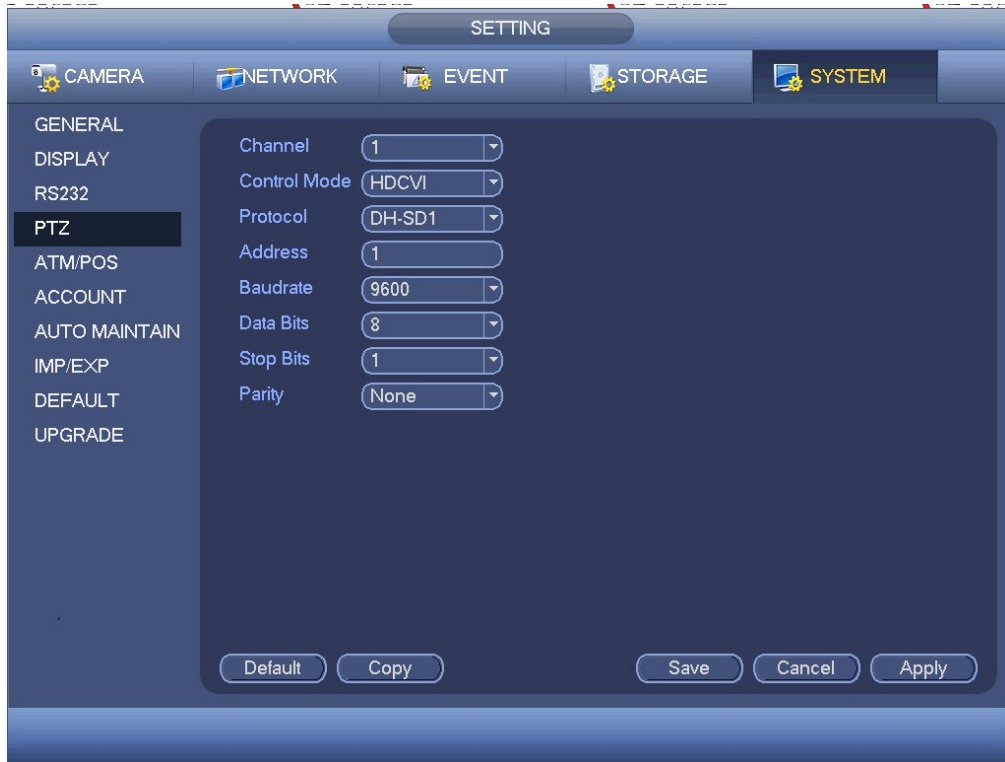 SETTING
CAMERA NETWORK EVENT STORAGE SYSTEM
GENERAL
DISPLAY
RS232
PTZ
ATM/POS
ACCOUNT
AUTO MAINTAIN
IMP/EXP
DEFAULT
UPGRADE
Channel 1
Control Mode HDCVI
Protocol DH-SD1
Address 1
Baudrate 9600
Data Bits 8
Stop Bits 1
Parity None
Default Copy Save Cancel Apply